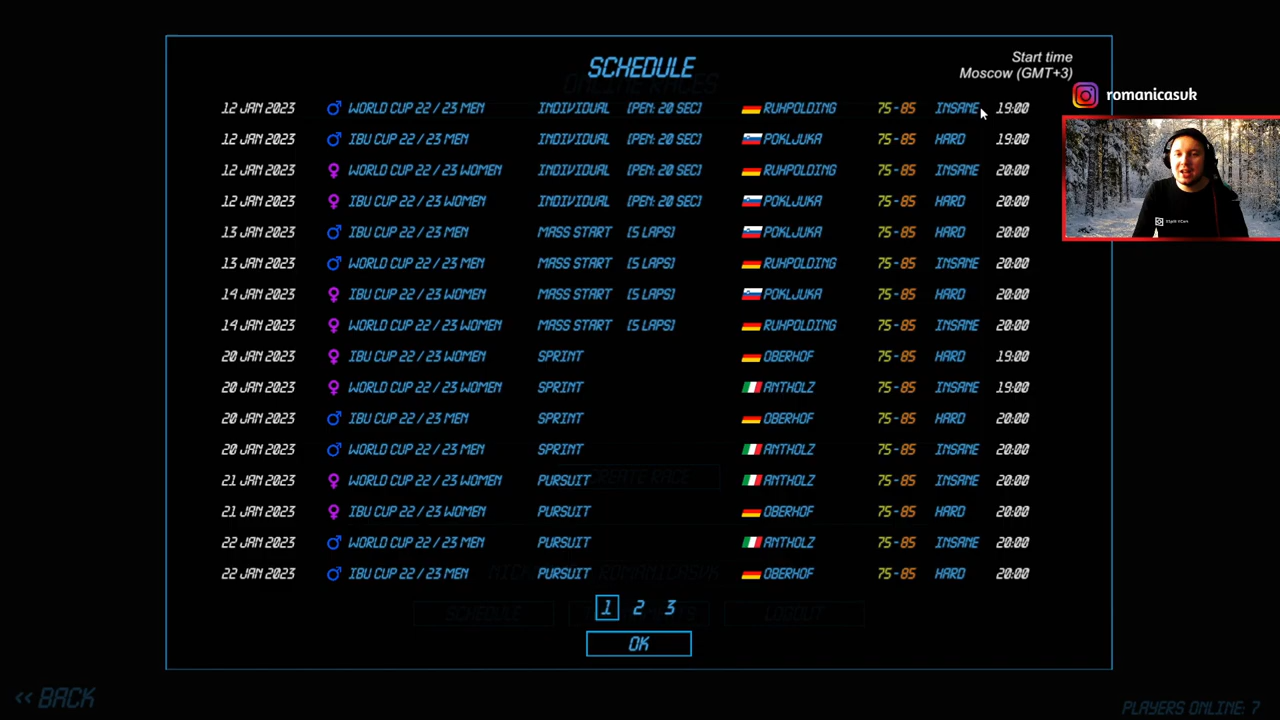 SCHEDULE
Start time
Moscow (GMT+3)
ONLINE RACES
romanicasuk
12 JAN 2023 WORLD CUP 22 / 23 MEN INDIVIDUAL [PEN: 20 SEC] RUHPOLDING 75 - 85 INSANE 19:00
12 JAN 2023 IBU CUP 22 / 23 MEN INDIVIDUAL [PEN: 20 SEC] POKLJUKA 75 - 85 HARD 19:00
12 JAN 2023 WORLD CUP 22 / 23 WOMEN INDIVIDUAL [PEN: 20 SEC] RUHPOLDING 75 - 85 INSANE 20:00
12 JAN 2023 IBU CUP 22 / 23 WOMEN INDIVIDUAL [PEN: 20 SEC] POKLJUKA 75 - 85 HARD 20:00
13 JAN 2023 IBU CUP 22 / 23 MEN MASS START [5 LAPS] POKLJUKA 75 - 85 HARD 20:00
13 JAN 2023 WORLD CUP 22 / 23 MEN MASS START [5 LAPS] RUHPOLDING 75 - 85 INSANE 20:00
14 JAN 2023 IBU CUP 22 / 23 WOMEN MASS START [5 LAPS] POKLJUKA 75 - 85 HARD 20:00
14 JAN 2023 WORLD CUP 22 / 23 WOMEN MASS START [5 LAPS] RUHPOLDING 75 - 85 INSANE 20:00
20 JAN 2023 IBU CUP 22 / 23 WOMEN SPRINT OBERHOF 75 - 85 HARD 19:00
20 JAN 2023 WORLD CUP 22 / 23 WOMEN SPRINT ANTHOLZ 75 - 85 INSANE 19:00
20 JAN 2023 IBU CUP 22 / 23 MEN SPRINT OBERHOF 75 - 85 HARD 20:00
20 JAN 2023 WORLD CUP 22 / 23 MEN SPRINT ANTHOLZ 75 - 85 INSANE 20:00
21 JAN 2023 WORLD CUP 22 / 23 WOMEN PURSUIT ANTHOLZ 75 - 85 INSANE 20:00
CREATE RACE
21 JAN 2023 IBU CUP 22 / 23 WOMEN PURSUIT OBERHOF 75 - 85 HARD 20:00
22 JAN 2023 WORLD CUP 22 / 23 MEN PURSUIT ANTHOLZ 75 - 85 INSANE 20:00
22 JAN 2023 IBU CUP 22 / 23 MEN PURSUIT OBERHOF 75 - 85 HARD 20:00
ROMANICASUK
1 2 3
SCHEDULE LOGOUT
OK
<< BACK
PLAYERS ONLINE: 7